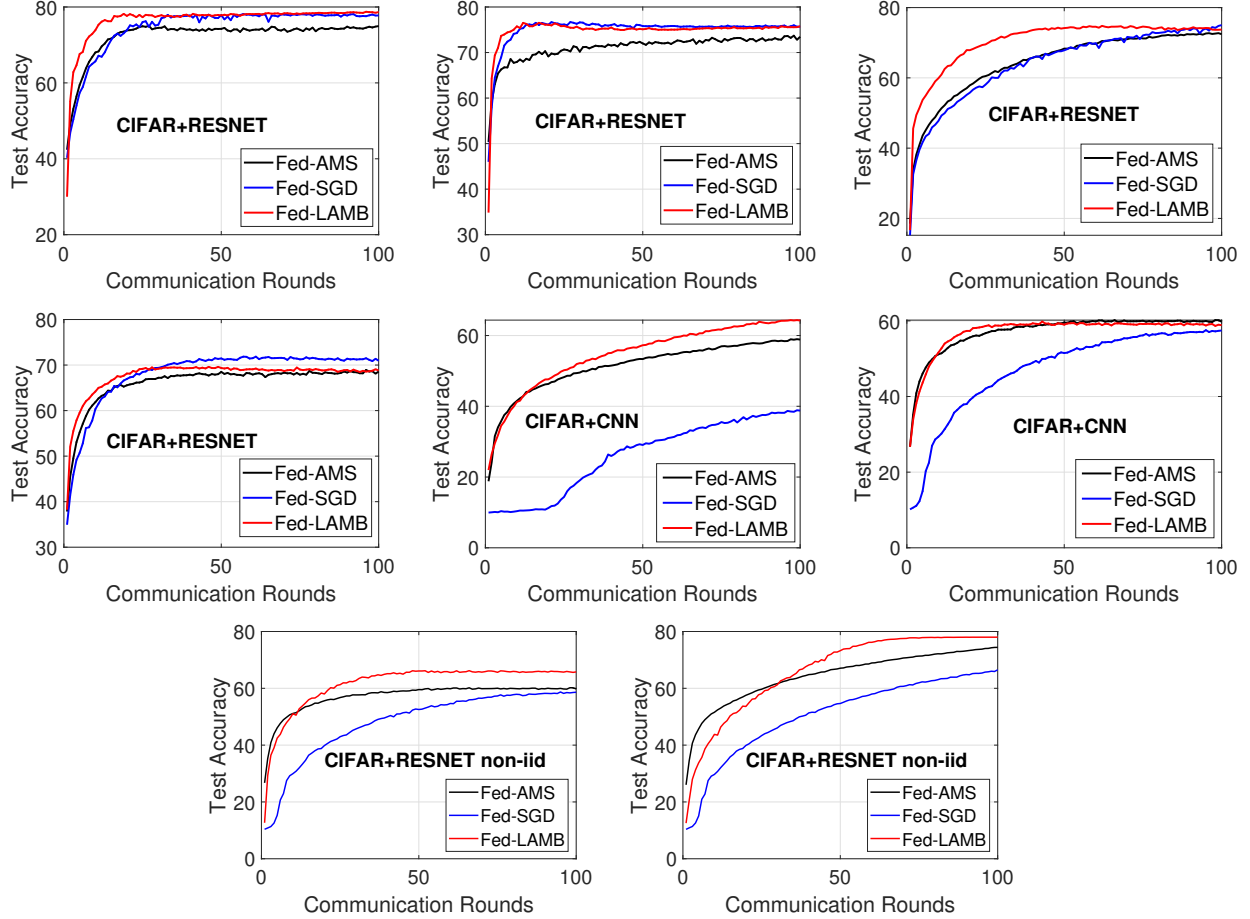 80
60
40
20
Test Accuracy
CIFAR+RESNET
Fed-AMS
Fed-SGD
Fed-LAMB
0 50 100
Communication Rounds
80
70
60
50
40
30
Test Accuracy
CIFAR+RESNET
Fed-AMS
Fed-SGD
Fed-LAMB
0 50 100
Communication Rounds
80
60
40
20
Test Accuracy
CIFAR+RESNET
Fed-AMS
Fed-SGD
Fed-LAMB
0 50 100
Communication Rounds
80
70
60
50
40
30
Test Accuracy
CIFAR+RESNET
Fed-AMS
Fed-SGD
Fed-LAMB
0 50 100
Communication Rounds
60
40
20
0
Test Accuracy
CIFAR+CNN
Fed-AMS
Fed-SGD
Fed-LAMB
0 50 100
Communication Rounds
60
40
20
0
Test Accuracy
CIFAR+CNN
Fed-AMS
Fed-SGD
Fed-LAMB
0 50 100
Communication Rounds
80
60
40
20
0
Test Accuracy
CIFAR+RESNET non-iid
Fed-AMS
Fed-SGD
Fed-LAMB
0 50 100
Communication Rounds
80
60
40
20
0
Test Accuracy
CIFAR+RESNET non-iid
Fed-AMS
Fed-SGD
Fed-LAMB
0 50 100
Communication Rounds